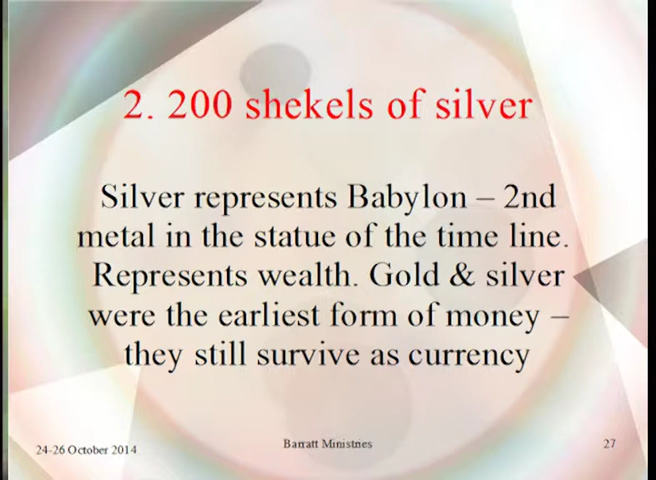 2. 200 shekels of silver
Silver represents Babylon – 2nd
metal in the statue of the time line.
Represents wealth. Gold & silver
were the earliest form of money –
they still survive as currency
24-26 October 2014
Barratt Ministries
27